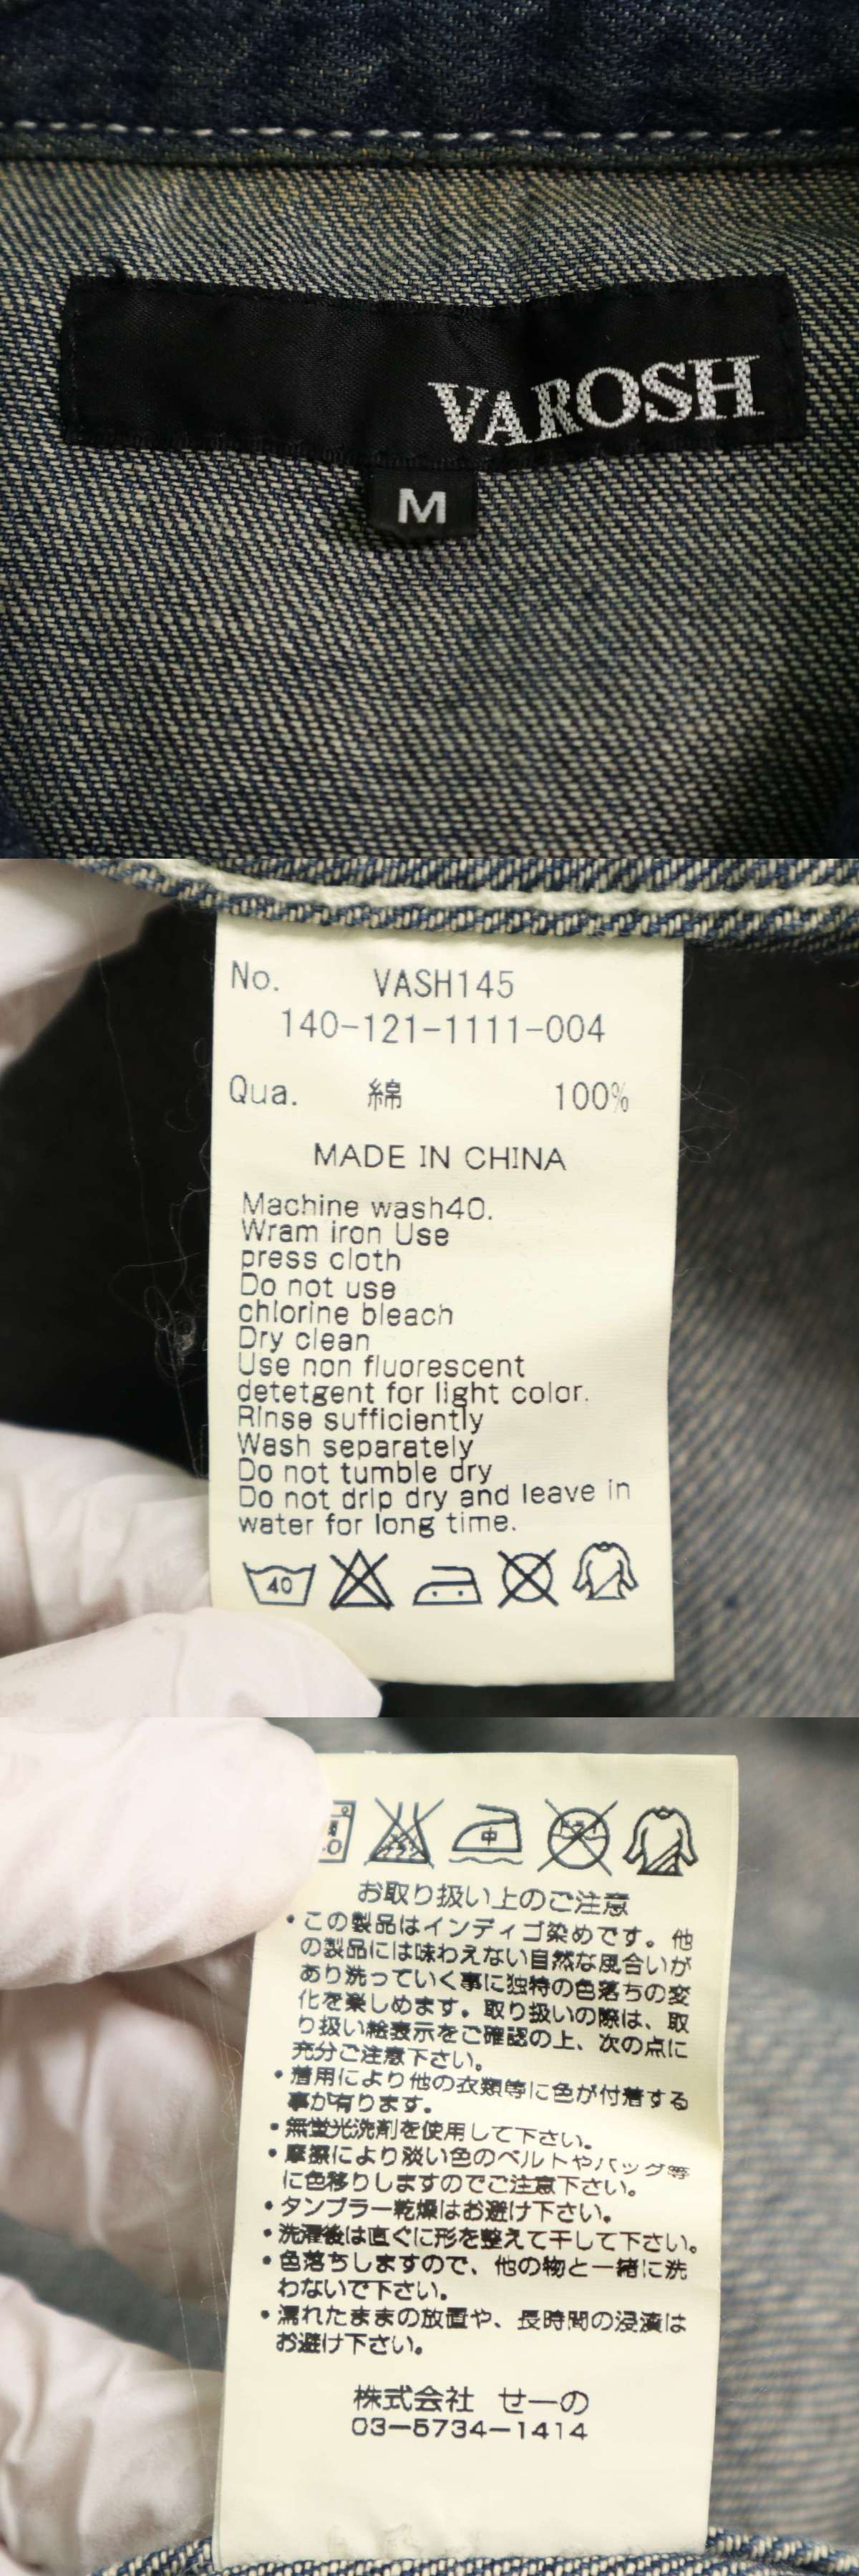 VAROSH
M
No. VASH145
140-121-1111-004
Qua. 綿 100%
MADE IN CHINA
Machine wash40.
Wram iron Use
press cloth
Do not use
chlorine bleach
Dry clean
Use non fluorescent
detetgent for light color.
Rinse sufficiently
Wash separately
Do not tumble dry
Do not drip dry and leave in
water for long time.
40
中
ドライ
お取り扱い上のご注意
•この製品はインディゴ染めです。他
の製品には味わえない自然な風合いが
あり洗っていく事に独特の色落ちの変
化を楽しめます。取り扱いの際は、取
り扱い絵表示をご確認の上、次の点に
充分ご注意下さい。
•着用により他の衣類等に色が付着する
事が有ります。
•無蛍光洗剤を使用して下さい。
•摩擦により淡い色のベルトやバッグ等
に色移りしますのでご注意下さい。
•タンブラー乾燥はお避け下さい。
•洗濯後は直ぐに形を整えて干して下さい。
•色落ちしますので、他の物と一緒に洗
わないで下さい。
•濡れたままの放置や、長時間の浸漬は
お避け下さい。
株式会社 せーの
03-5734-1414